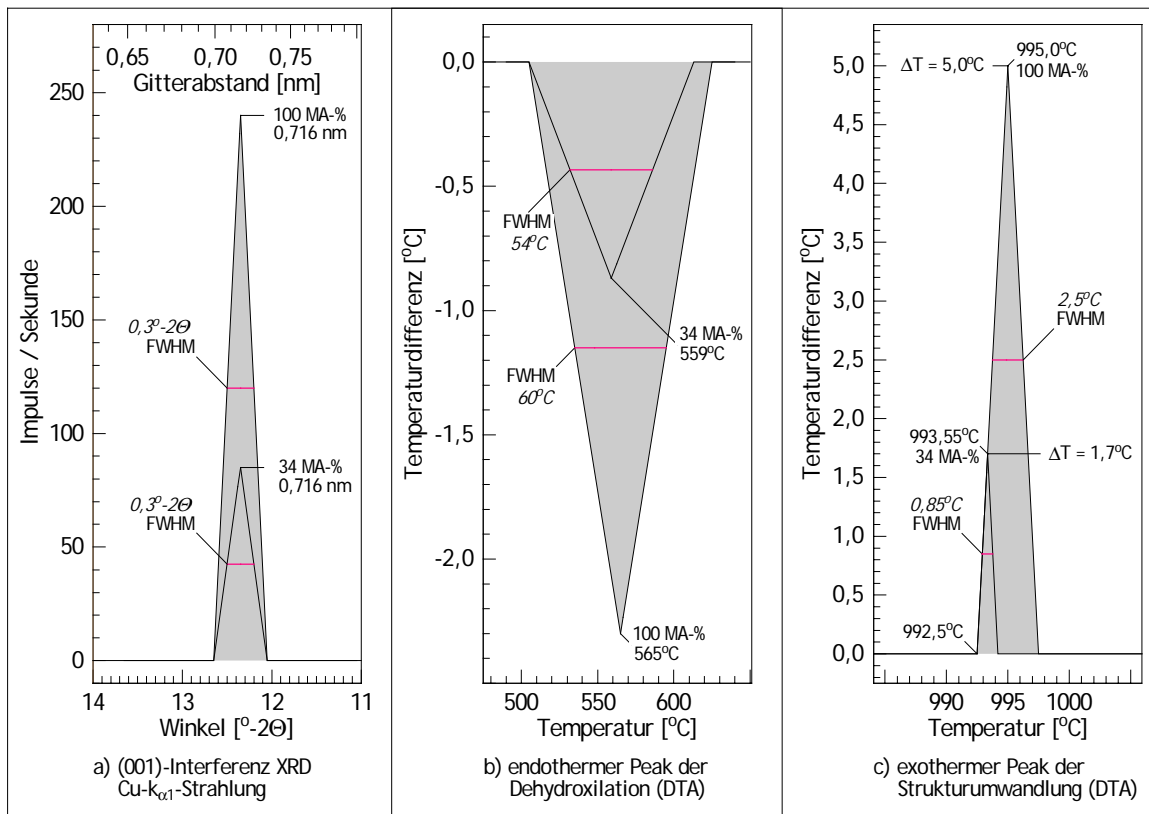 0,65 0,70 0,75
Gitterabstand [nm]
250
200
150
100
50
0
Impulse / Sekunde
100 MA-%
0,716 nm
0,3°-2Θ
FWHM
34 MA-%
0,716 nm
0,3°-2Θ
FWHM
14 13 12 11
Winkel [°-2Θ]
a) (001)-Interferenz XRD
Cu-kα1-Strahlung
0,0
-0,5
-1,0
-1,5
-2,0
Temperaturdifferenz [°C]
FWHM
54°C
34 MA-%
559°C
FWHM
60°C
100 MA-%
565°C
500 550 600
Temperatur [°C]
b) endothermer Peak der
Dehydroxilation (DTA)
5,0
4,5
4,0
3,5
3,0
2,5
2,0
1,5
1,0
0,5
0,0
Temperaturdifferenz [°C]
ΔT = 5,0°C
995,0°C
100 MA-%
2,5°C
FWHM
993,55°C
34 MA-%
ΔT = 1,7°C
0,85°C
FWHM
992,5°C
990 995 1000
Temperatur [°C]
c) exothermer Peak der
Strukturumwandlung (DTA)